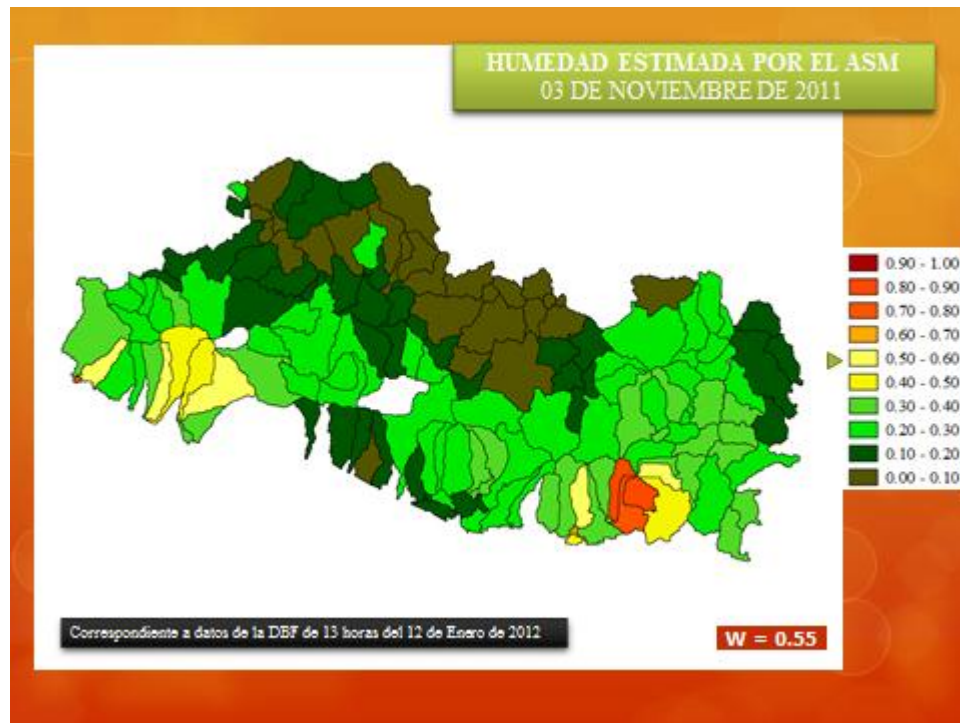 HUMEDAD ESTIMADA POR EL ASM
03 DE NOVIEMBRE DE 2011
0.90 - 1.00
0.80 - 0.90
0.70 - 0.80
0.60 - 0.70
0.50 - 0.60
0.40 - 0.50
0.30 - 0.40
0.20 - 0.30
0.10 - 0.20
0.00 - 0.10
Correspondiente a datos de la DBF de 13 horas del 12 de Enero de 2012
W = 0.55